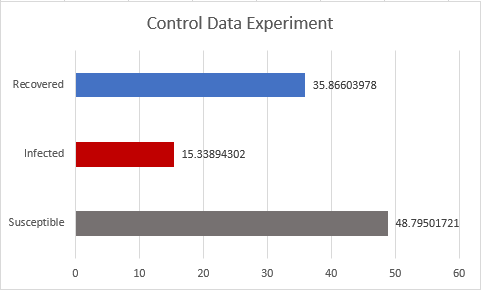 Control Data Experiment
Recovered
35.86603978
Infected
15.33894302
Susceptible
48.79501721
0 10 20 30 40 50 60